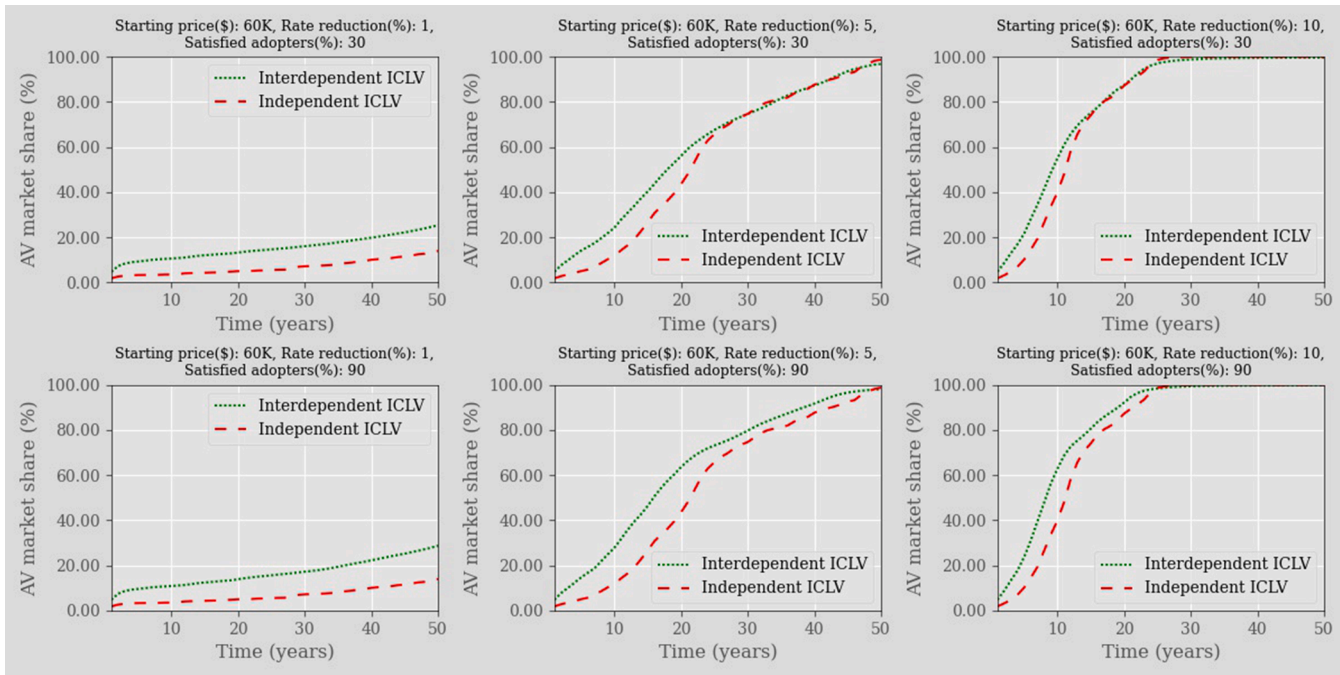 Starting price($): 60K, Rate reduction(%): 1,
Satisfied adopters(%): 30
100.00
80.00
60.00
40.00
20.00
0.00
AV market share (%)
Interdependent ICLV
Independent ICLV
10 20 30 40 50
Time (years)
Starting price($): 60K, Rate reduction(%): 5,
Satisfied adopters(%): 30
100.00
80.00
60.00
40.00
20.00
0.00
AV market share (%)
Interdependent ICLV
Independent ICLV
10 20 30 40 50
Time (years)
Starting price($): 60K, Rate reduction(%): 10,
Satisfied adopters(%): 30
100.00
80.00
60.00
40.00
20.00
0.00
AV market share (%)
Interdependent ICLV
Independent ICLV
10 20 30 40 50
Time (years)
Starting price($): 60K, Rate reduction(%): 1,
Satisfied adopters(%): 90
100.00
80.00
60.00
40.00
20.00
0.00
AV market share (%)
Interdependent ICLV
Independent ICLV
10 20 30 40 50
Time (years)
Starting price($): 60K, Rate reduction(%): 5,
Satisfied adopters(%): 90
100.00
80.00
60.00
40.00
20.00
0.00
AV market share (%)
Interdependent ICLV
Independent ICLV
10 20 30 40 50
Time (years)
Starting price($): 60K, Rate reduction(%): 10,
Satisfied adopters(%): 90
100.00
80.00
60.00
40.00
20.00
0.00
AV market share (%)
Interdependent ICLV
Independent ICLV
10 20 30 40 50
Time (years)